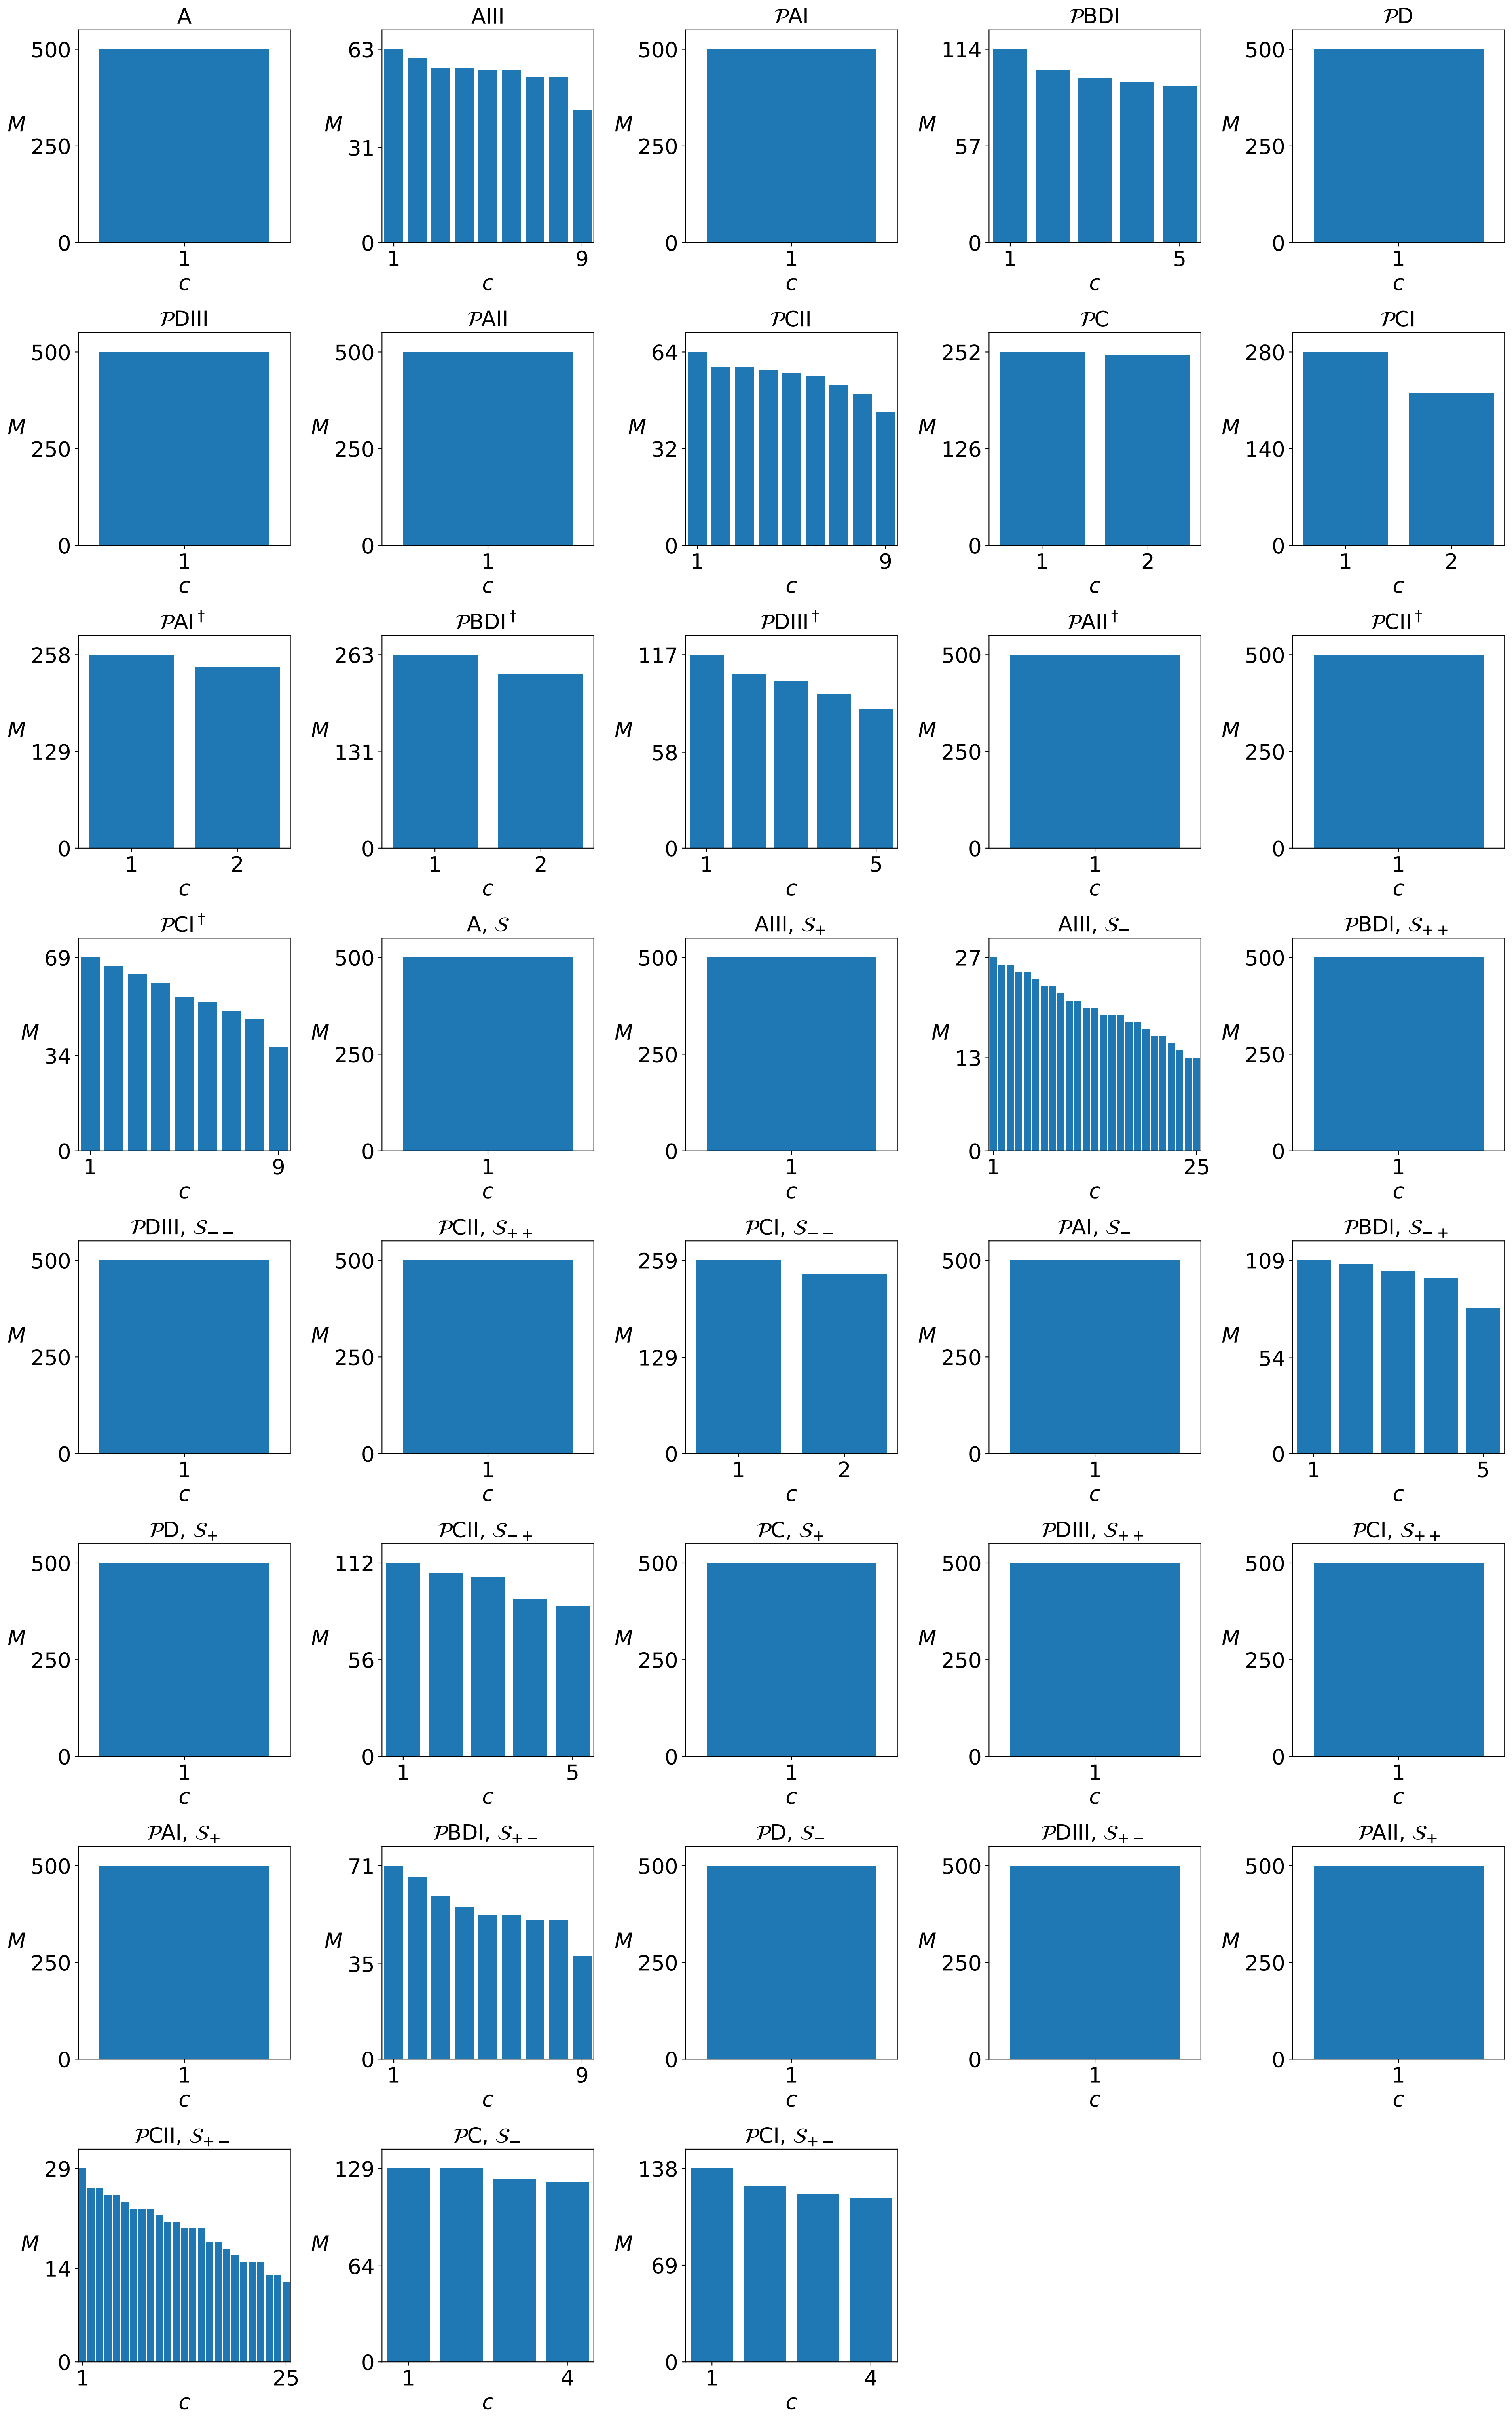 A AIII 𝒫AI 𝒫BDI 𝒫D
500 63 500 114 500
M M M M M
250 31 250 57 250
0 0 0 0 0
1 1 9 1 1 5 1
c c c c c
𝒫DIII 𝒫AII 𝒫CII 𝒫C 𝒫CI
500 500 64 252 280
M M M M M
250 250 32 126 140
0 0 0 0 0
1 1 1 9 1 2 1 2
c c c c c
𝒫AI† 𝒫BDI† 𝒫DIII† 𝒫AII† 𝒫CII†
258 263 117 500 500
M M M M M
129 131 58 250 250
0 0 0 0 0
1 2 1 2 1 5 1 1
c c c c c
𝒫CI† A, 𝒮 AIII, 𝒮₊ AIII, 𝒮₋ 𝒫BDI, 𝒮₊₊
69 500 500 27 500
M M M M M
34 250 250 13 250
0 0 0 0 0
1 9 1 1 1 25 1
c c c c c
𝒫DIII, 𝒮₋₋ 𝒫CII, 𝒮₊₊ 𝒫CI, 𝒮₋₋ 𝒫AI, 𝒮₋ 𝒫BDI, 𝒮₋₊
500 500 259 500 109
M M M M M
250 250 129 250 54
0 0 0 0 0
1 1 1 2 1 1 5
c c c c c
𝒫D, 𝒮₊ 𝒫CII, 𝒮₋₊ 𝒫C, 𝒮₊ 𝒫DIII, 𝒮₊₊ 𝒫CI, 𝒮₊₊
500 112 500 500 500
M M M M M
250 56 250 250 250
0 0 0 0 0
1 1 5 1 1 1
c c c c c
𝒫AI, 𝒮₊ 𝒫BDI, 𝒮₊₋ 𝒫D, 𝒮₋ 𝒫DIII, 𝒮₊₋ 𝒫AII, 𝒮₊
500 71 500 500 500
M M M M M
250 35 250 250 250
0 0 0 0 0
1 1 9 1 1 1
c c c c c
𝒫CII, 𝒮₊₋ 𝒫C, 𝒮₋ 𝒫CI, 𝒮₊₋
29 129 138
M M M
14 64 69
0 0 0
1 25 1 4 1 4
c c c